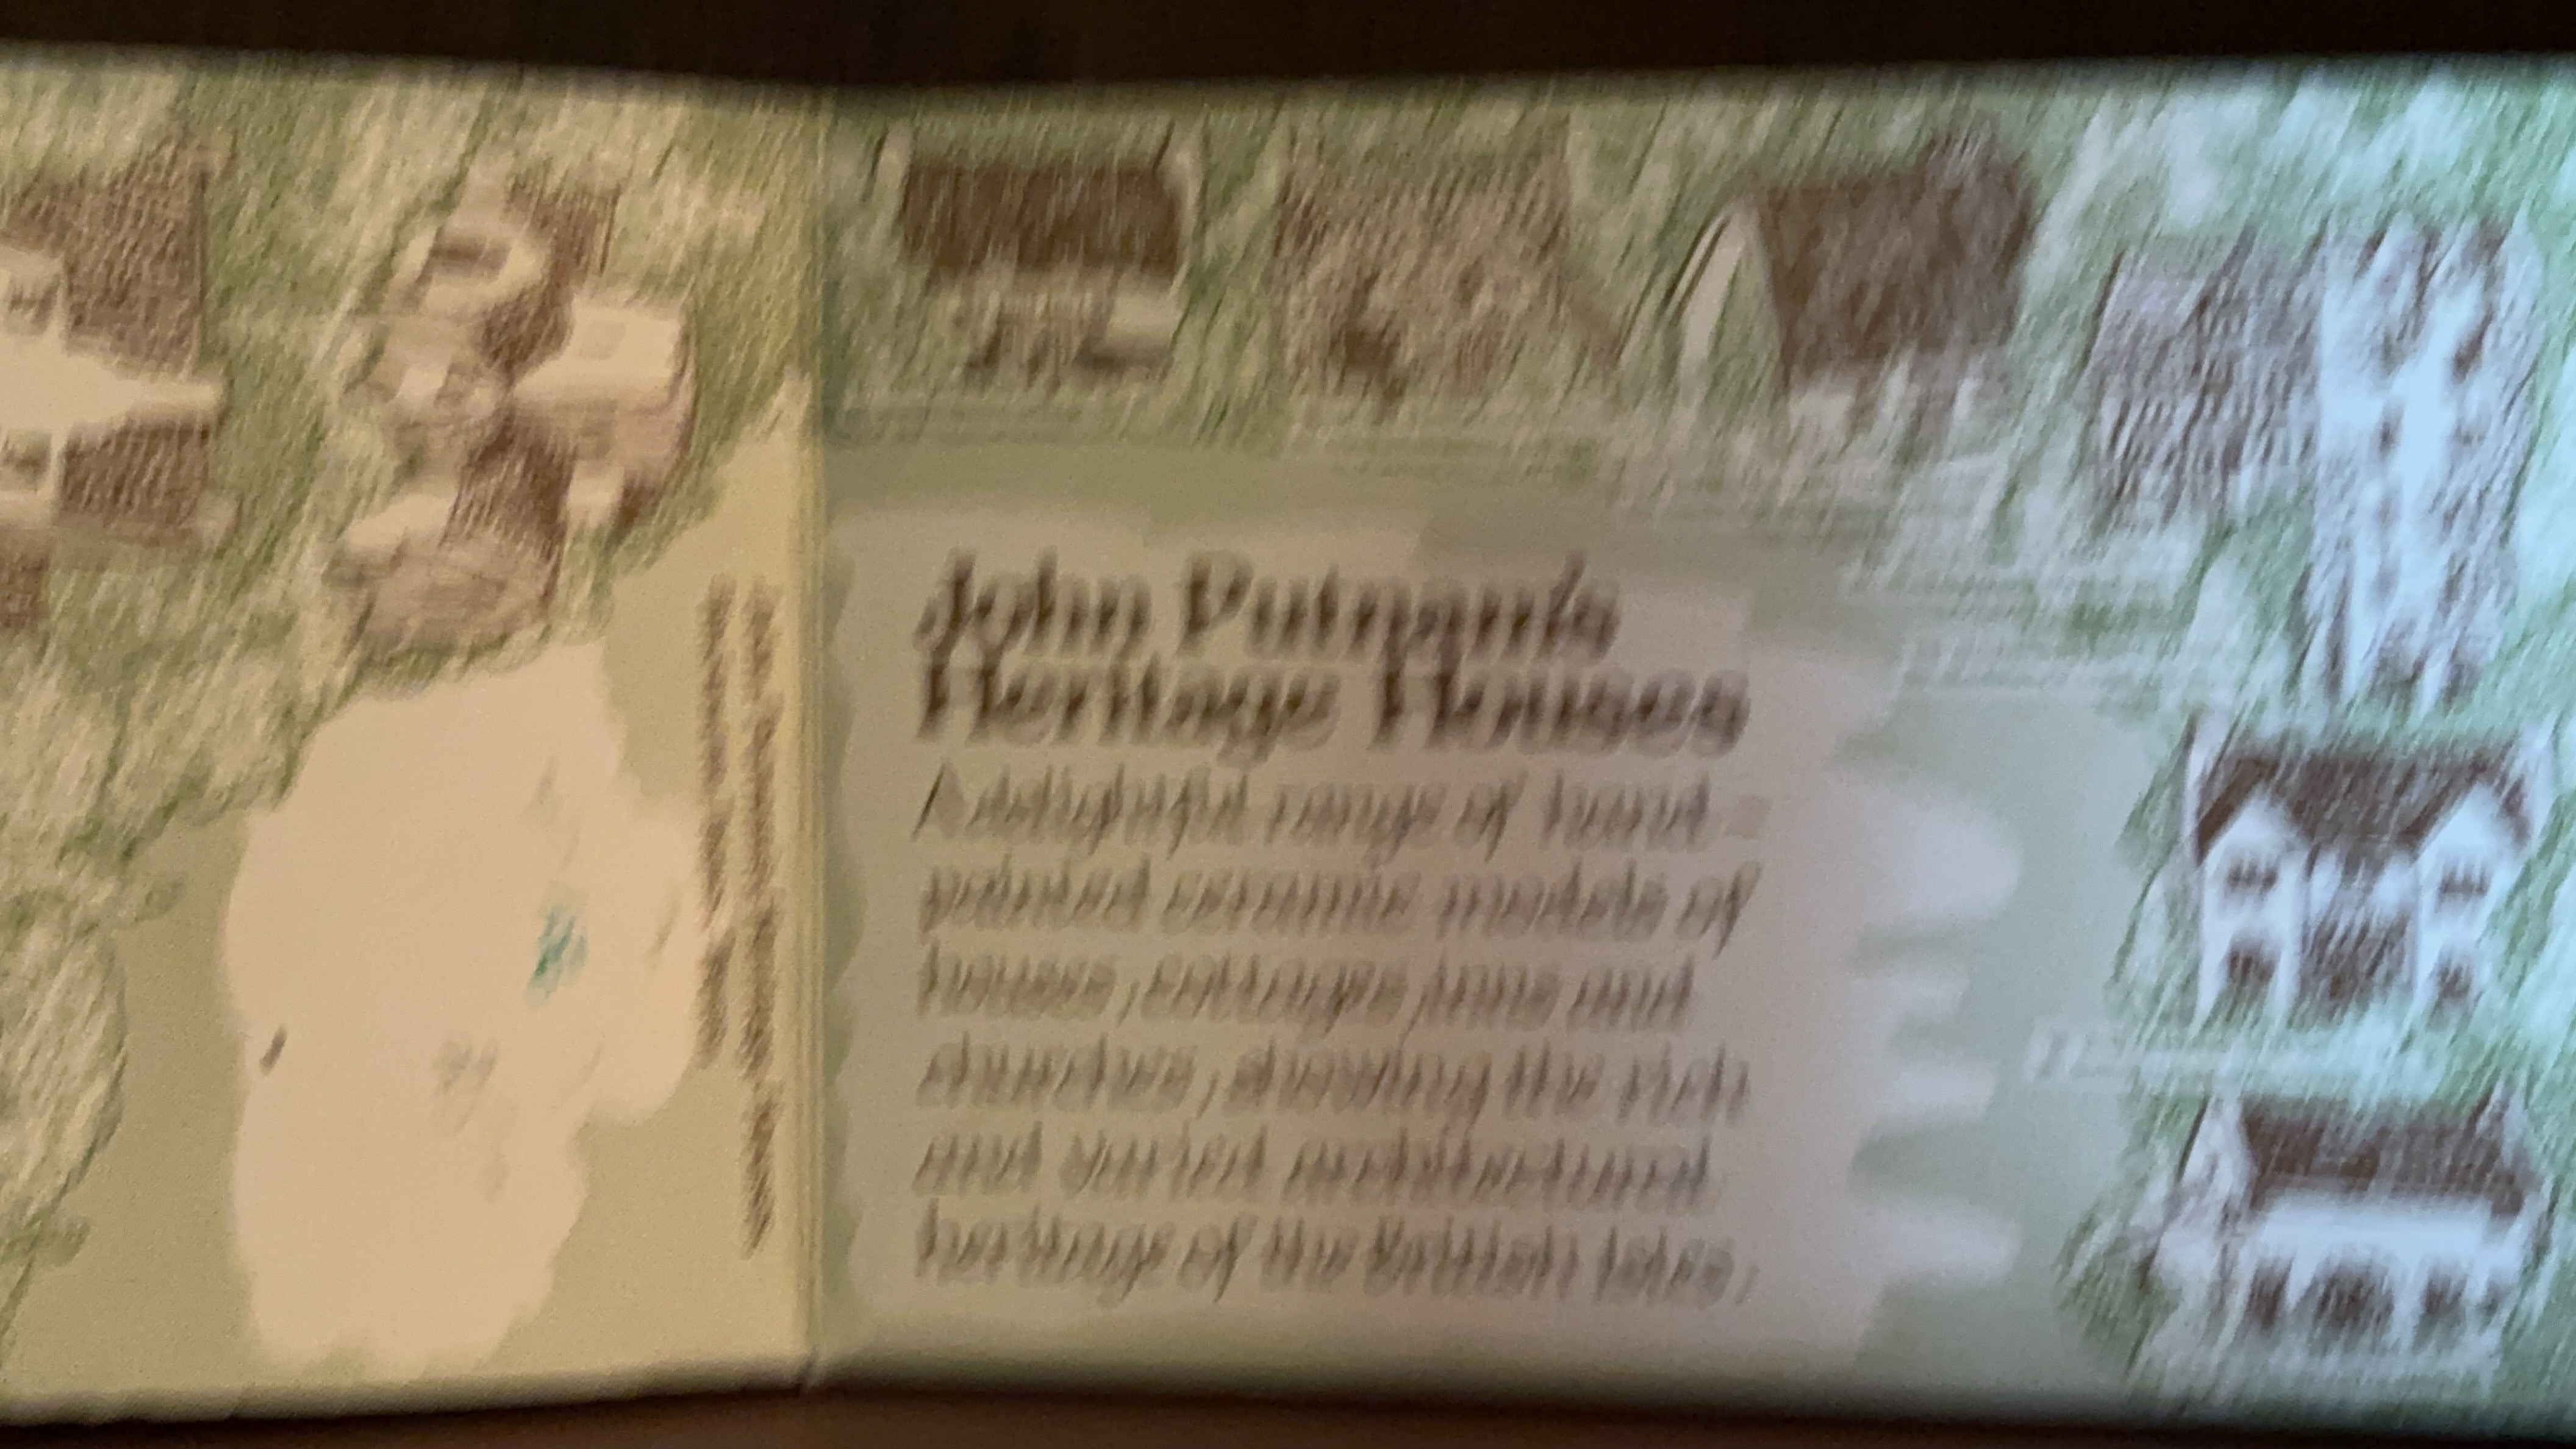 John Putnam's
Heritage Houses
A delightful range of hand-
painted ceramic models of
houses, cottages, inns and
churches, showing the rich
and varied architectural
heritage of the British Isles.